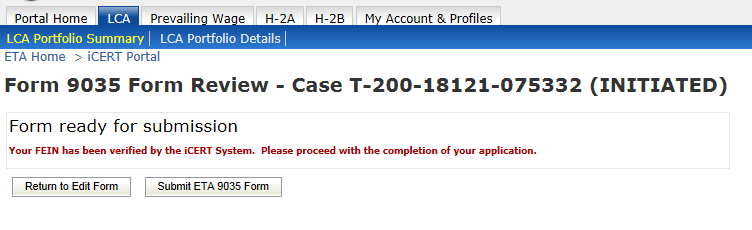 Portal Home LCA Prevailing Wage H-2A H-2B My Account & Profiles
LCA Portfolio Summary LCA Portfolio Details
ETA Home > iCERT Portal
Form 9035 Form Review - Case T-200-18121-075332 (INITIATED)
Form ready for submission
Your FEIN has been verified by the iCERT System. Please proceed with the completion of your application.
Return to Edit Form Submit ETA 9035 Form